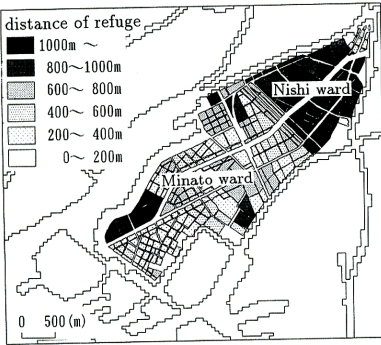 distance of refuge
1000m ～
800～1000m
600～ 800m
400～ 600m
200～ 400m
0～ 200m
Nishi ward
Minato ward
0 500(m)